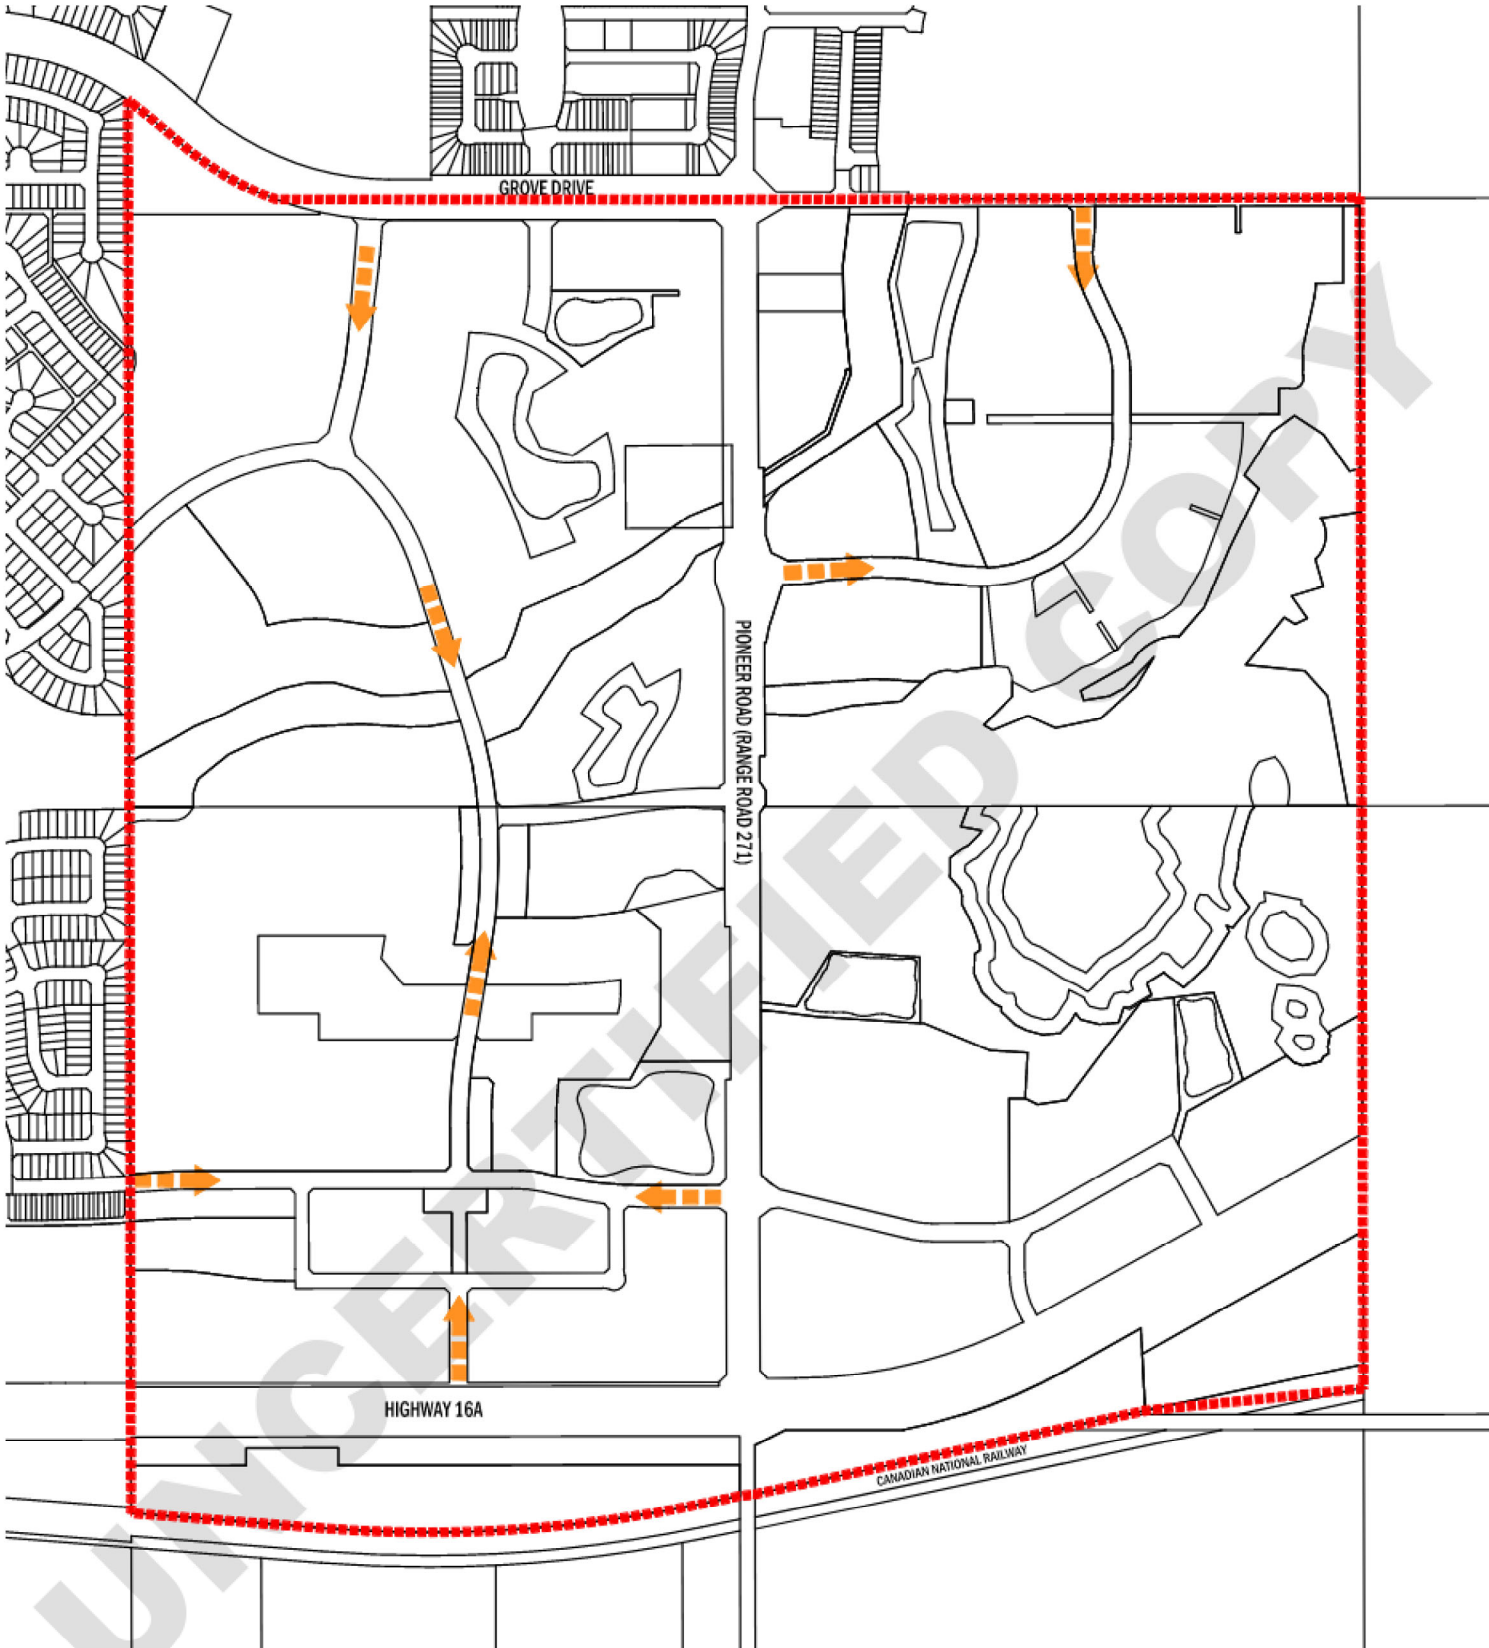 GROVE DRIVE
PIONEER ROAD (RANGE ROAD 271)
HIGHWAY 16A
CANADIAN NATIONAL RAILWAY
UNCERTIFIED COPY